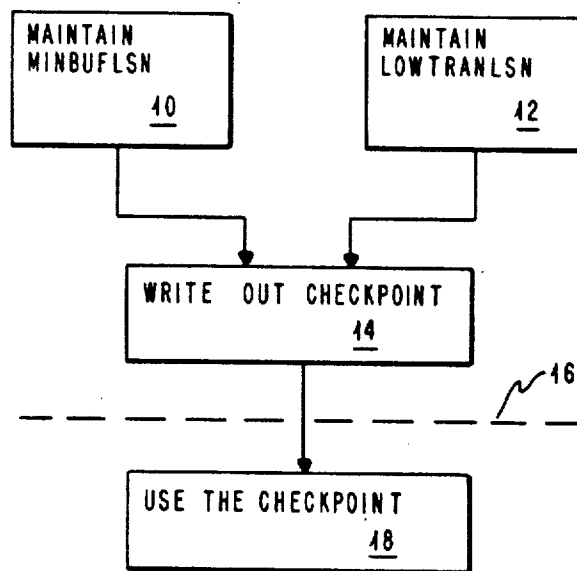 MAINTAIN
MINBUFLSN
10
MAINTAIN
LOWTRANLSN
12
WRITE OUT CHECKPOINT
14
16
USE THE CHECKPOINT
18